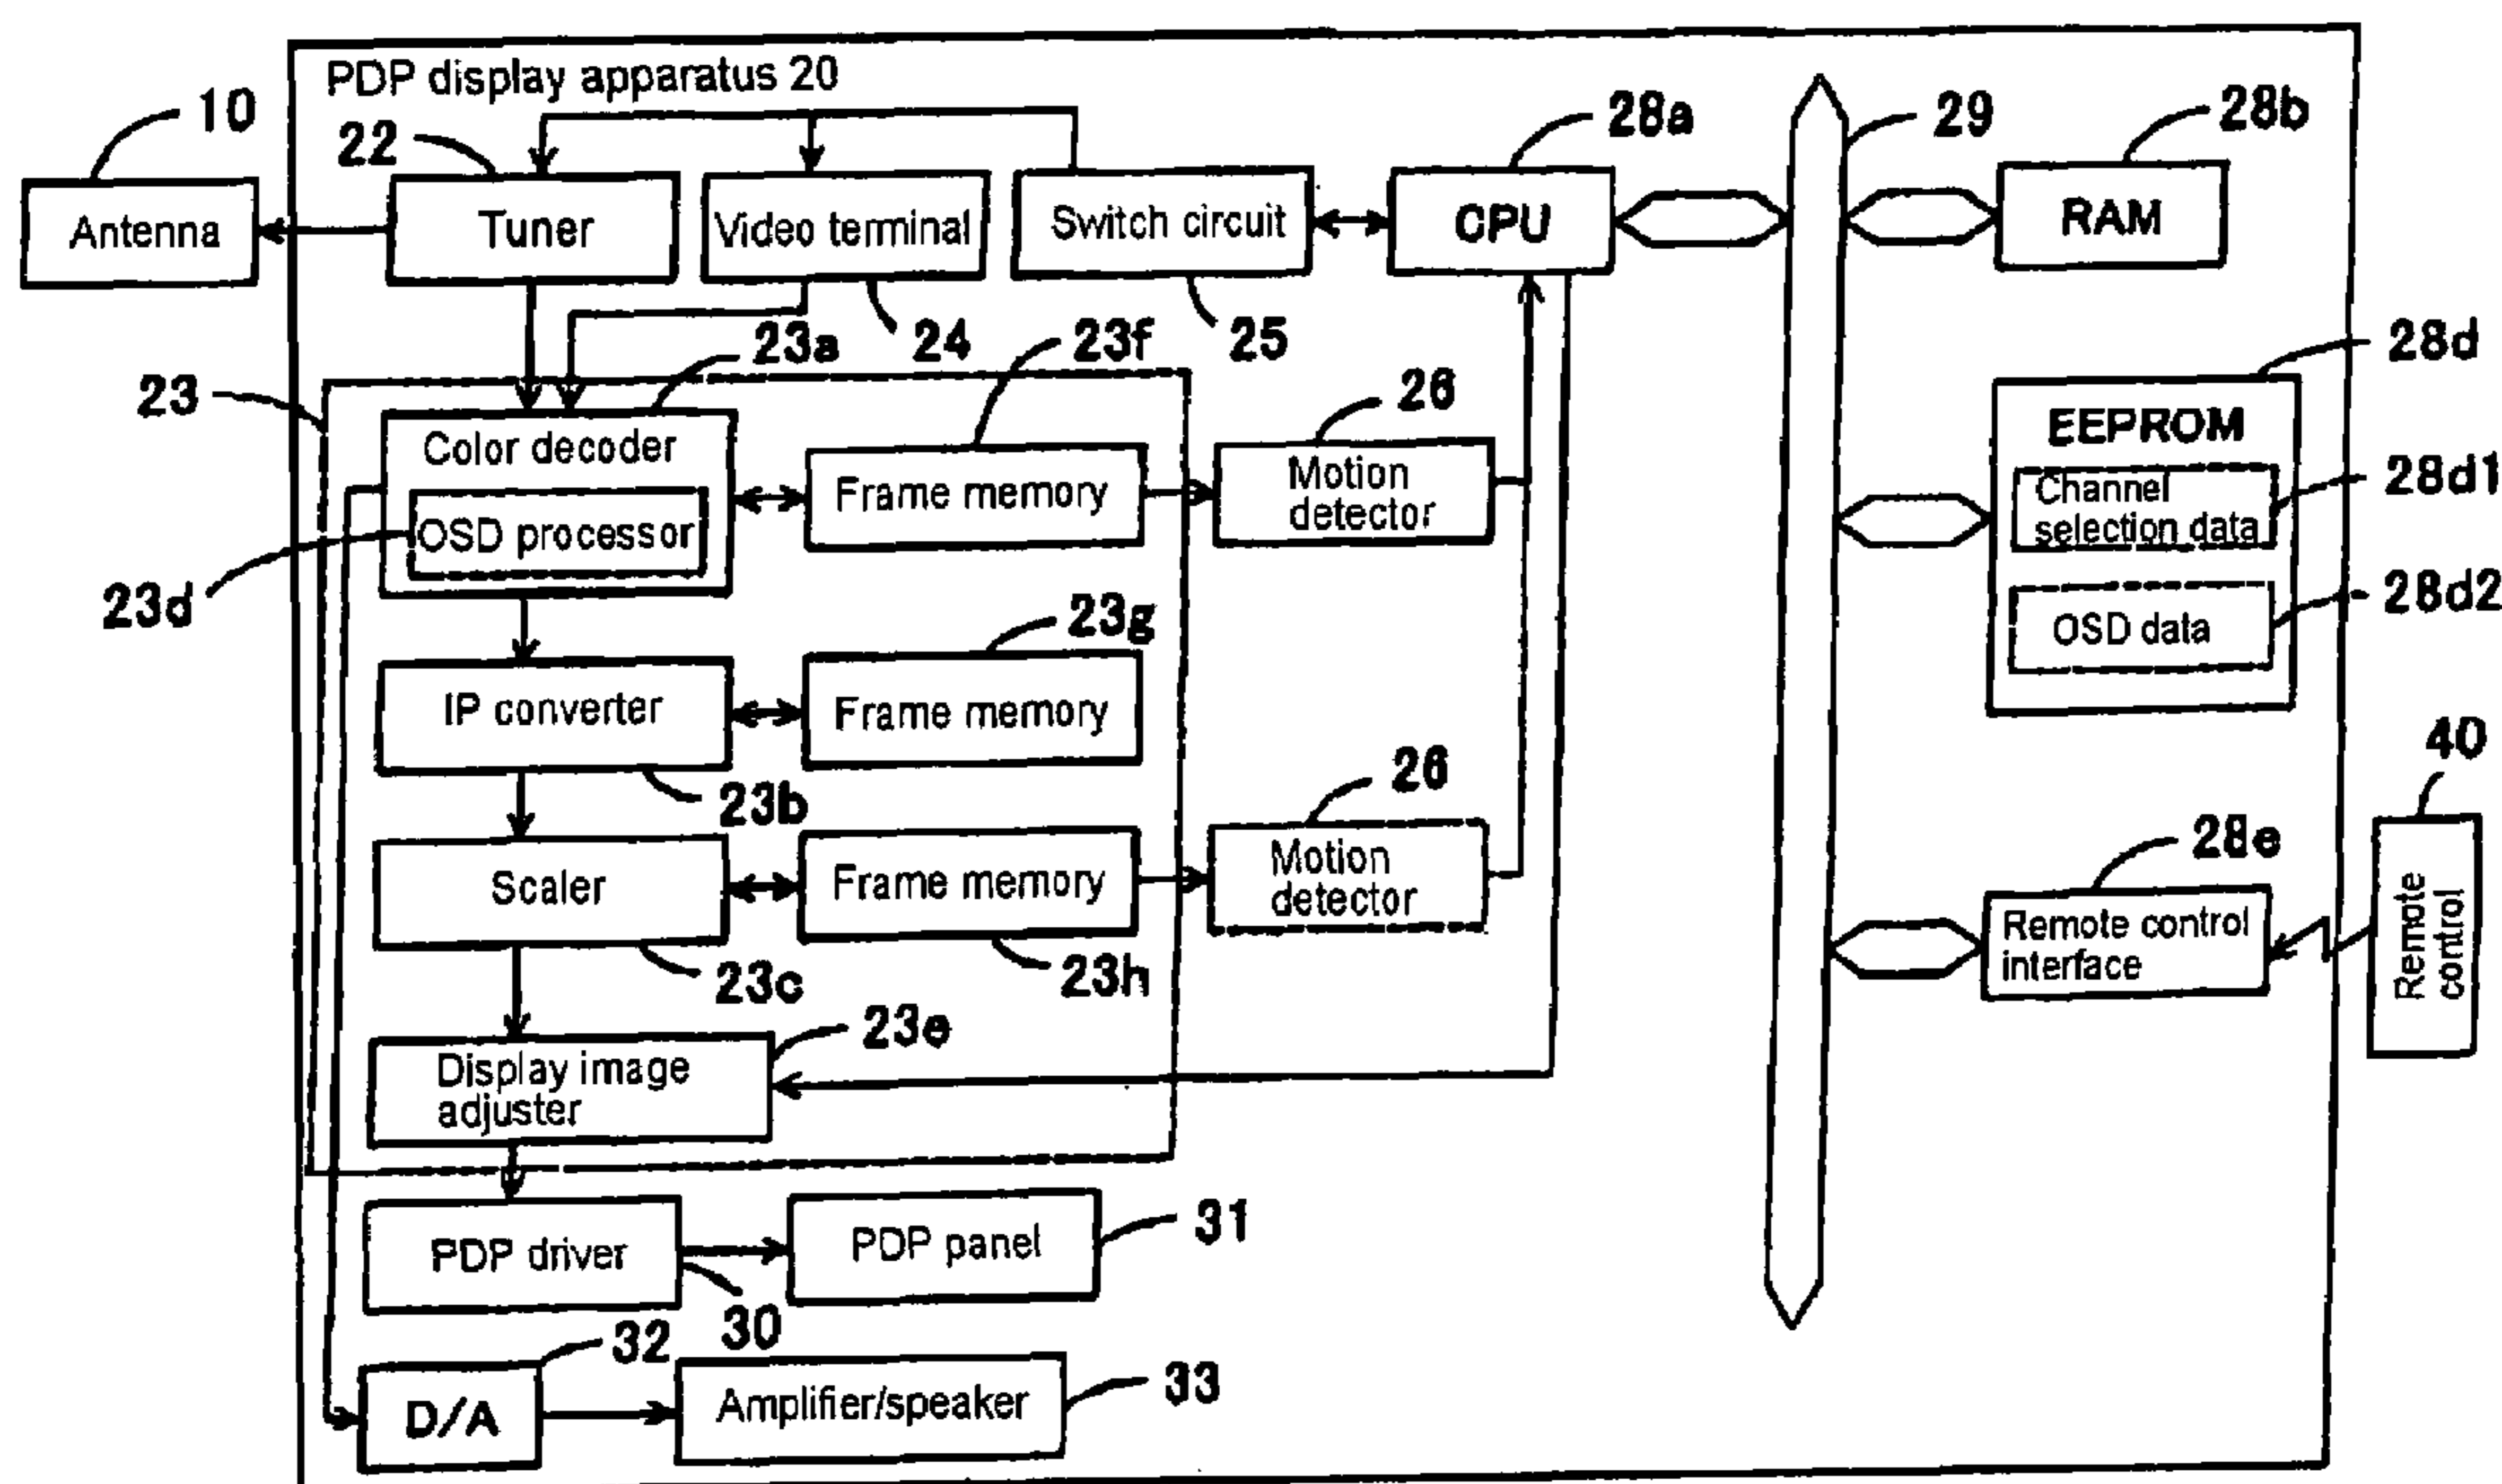 PDP display apparatus 20
10
22
28a
29
28b
Antenna
Tuner
Video terminal
Switch circuit
CPU
RAM
23a
24
23f
25
28d
23
26
Color decoder
Frame memory
Motion
detector
EEPROM
28d1
Channel
selection data
OSD processor
23d
28d2
OSD data
23g
IP converter
Frame memory
40
23b
26
28e
Scaler
Frame memory
Motion
detector
Remote control
interface
Remote
control
23c
23h
23e
Display image
adjuster
31
PDP driver
PDP panel
30
32
33
D/A
Amplifier/speaker